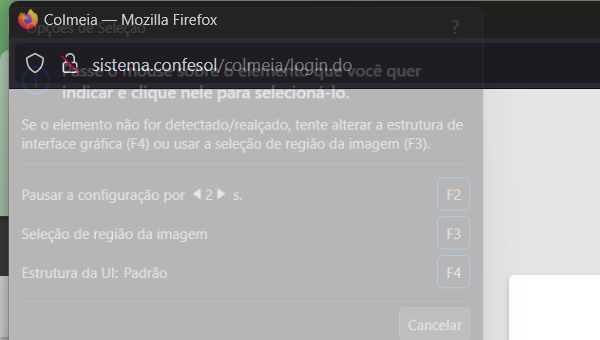 Colmeia — Mozilla Firefox
Opções de Seleção ?
sistema.confesol/colmeia/login.do
Passe o mouse sobre o elemento que você quer
indicar e clique nele para selecioná-lo.
Se o elemento não for detectado/realçado, tente alterar a estrutura de
interface gráfica (F4) ou usar a seleção de região da imagem (F3).
Pausar a configuração por 2 s. F2
Seleção de região da imagem F3
Estrutura da UI: Padrão F4
Cancelar